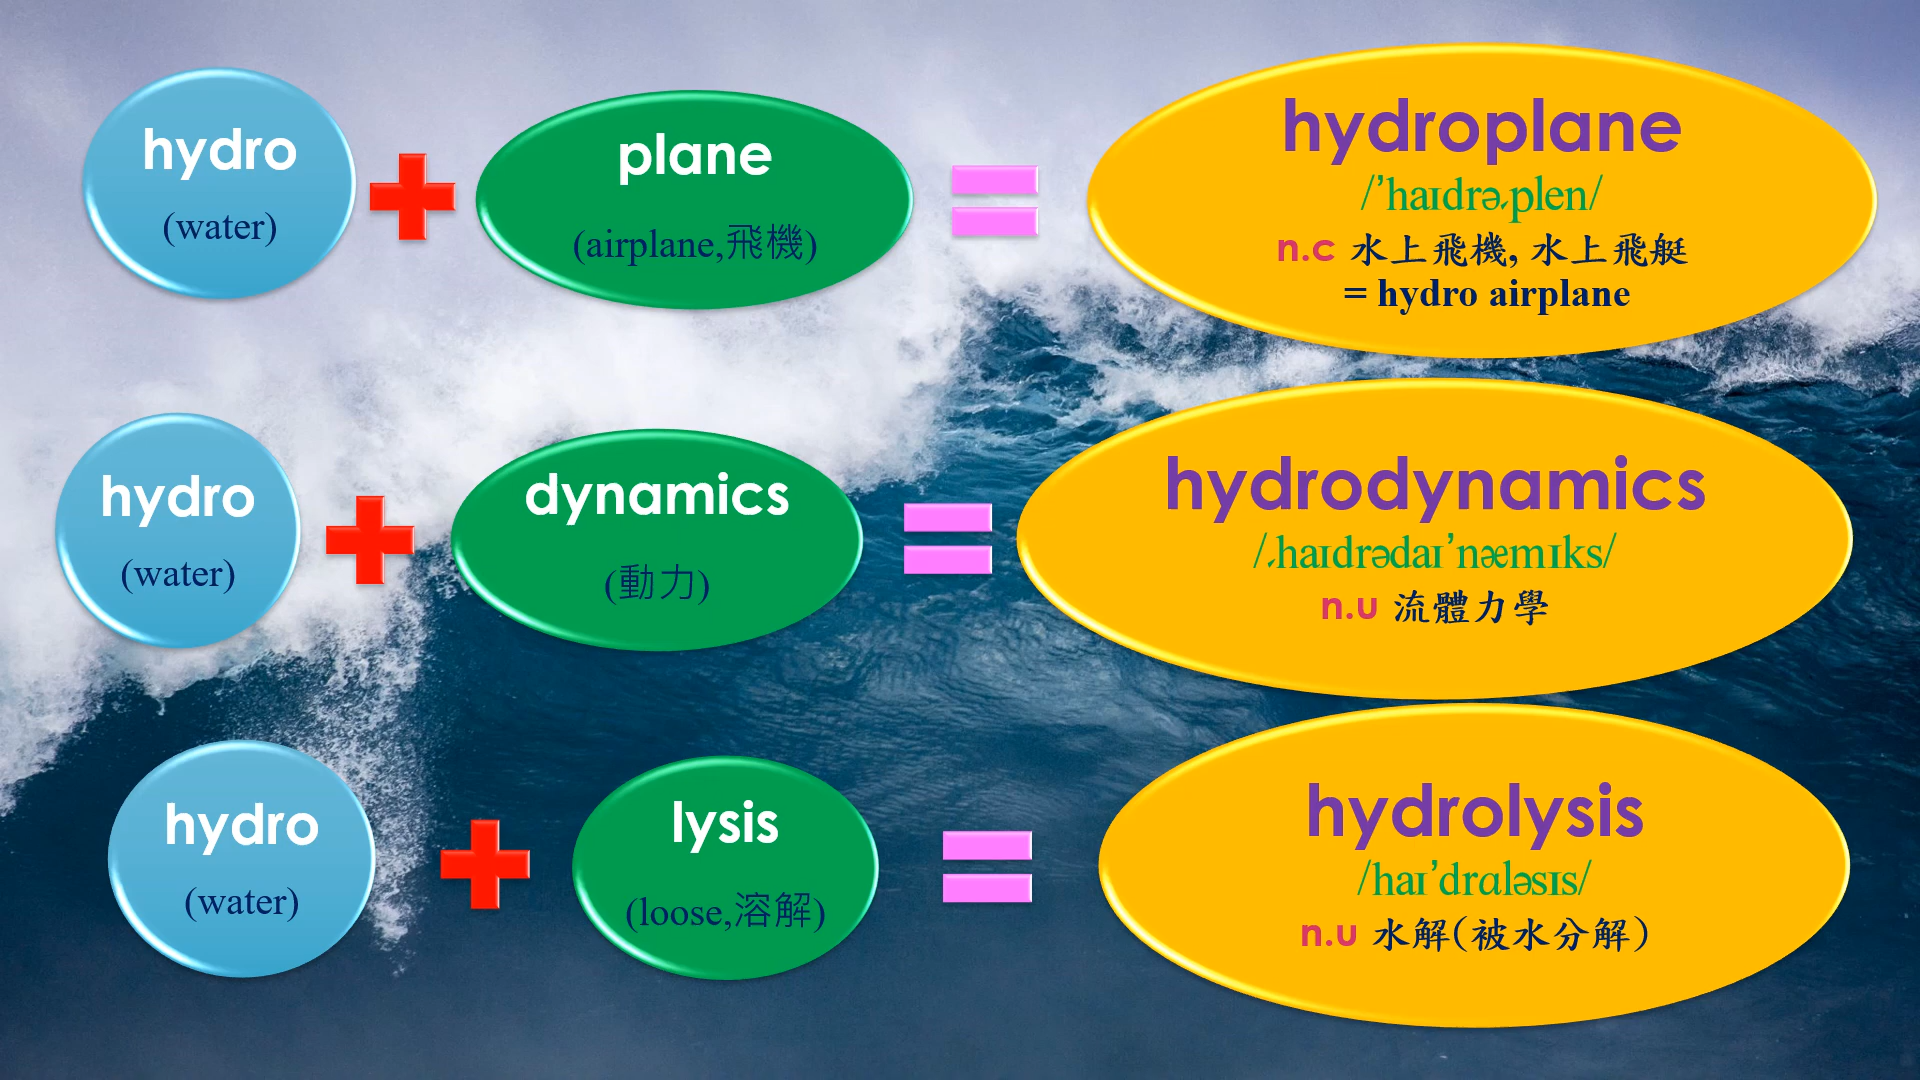 hydro
(water)
plane
(airplane,飛機)
hydroplane
/ˈhaɪdrəˏplen/
n.c 水上飛機, 水上飛艇
= hydro airplane
hydro
(water)
dynamics
(動力)
hydrodynamics
/ˏhaɪdrədaɪˈnæmɪks/
n.u 流體力學
hydro
(water)
lysis
(loose,溶解)
hydrolysis
/haɪˈdrɑləsɪs/
n.u 水解(被水分解)